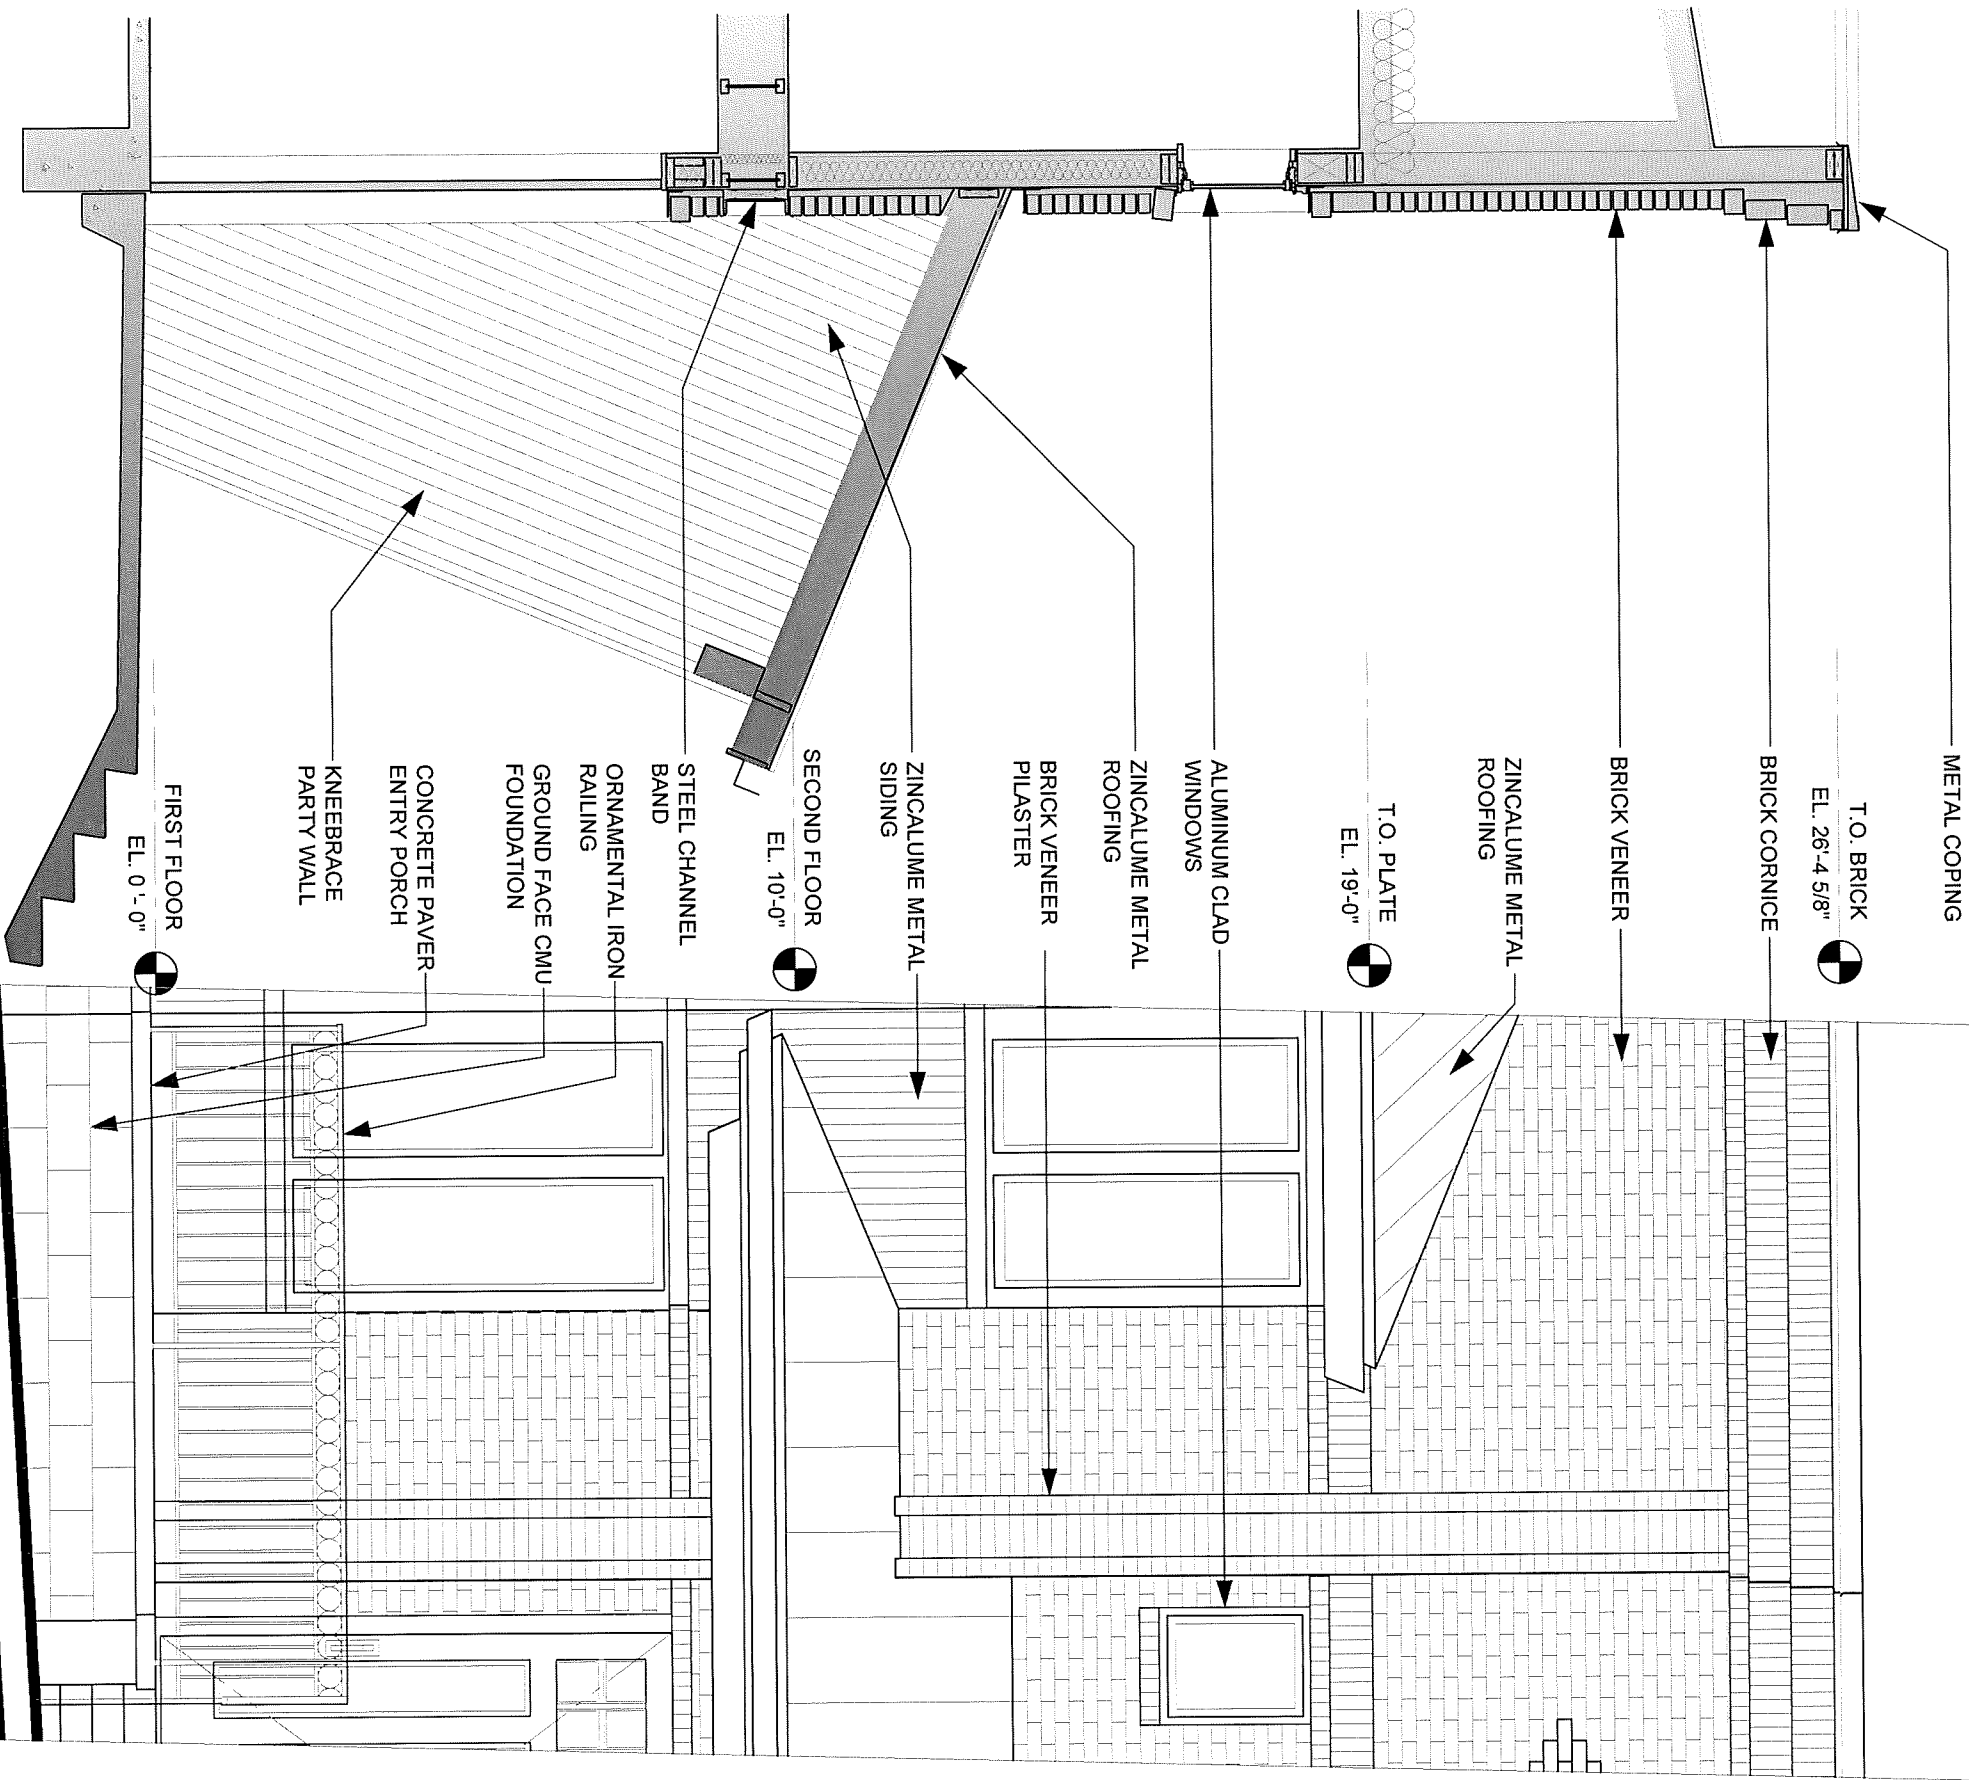 METAL COPING
T.O. BRICK
EL. 26'-4 5/8"
BRICK CORNICE
BRICK VENEER
ZINCALUME METAL
ROOFING
T.O. PLATE
EL. 19'-0"
ALUMINUM CLAD
WINDOWS
ZINCALUME METAL
ROOFING
BRICK VENEER
PILASTER
ZINCALUME METAL
SIDING
SECOND FLOOR
EL. 10'-0"
STEEL CHANNEL
BAND
ORNAMENTAL IRON
RAILING
GROUND FACE CMU
FOUNDATION
CONCRETE PAVER
ENTRY PORCH
KNEEBRACE
PARTY WALL
FIRST FLOOR
EL. 0 '- 0"